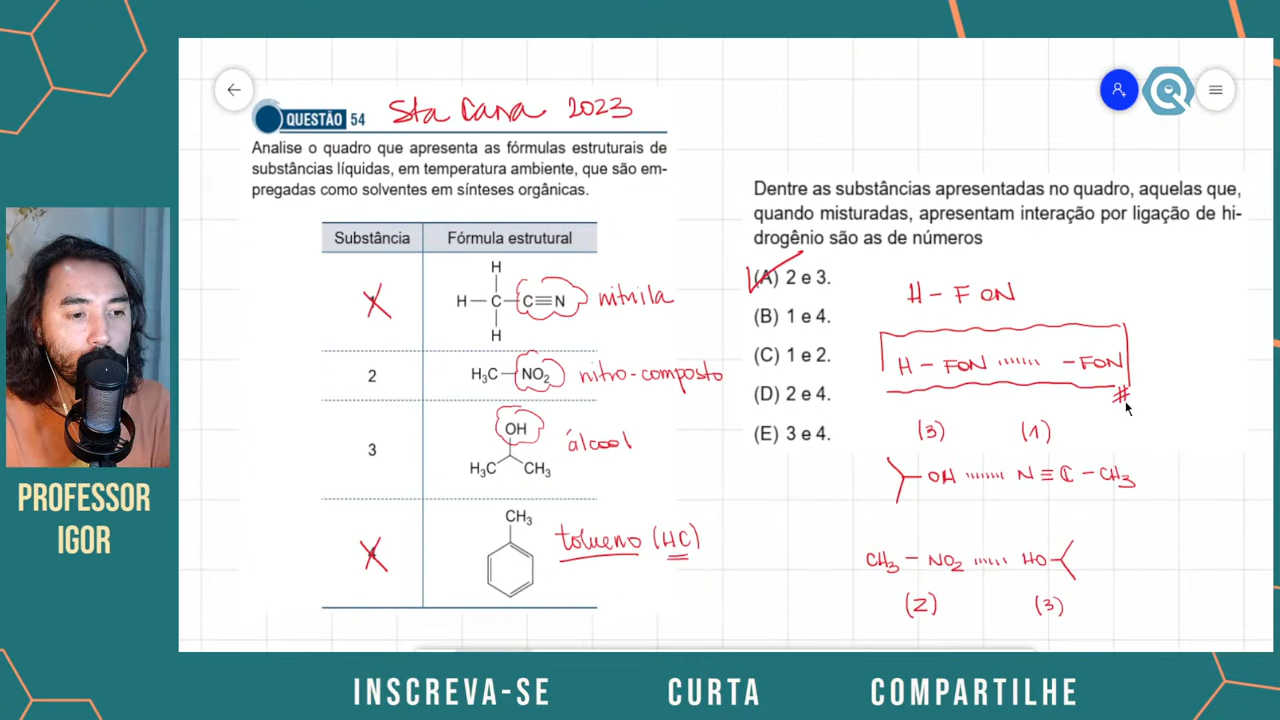 QUESTÃO 54 Sta Clara 2023
Analise o quadro que apresenta as fórmulas estruturais de
substâncias líquidas, em temperatura ambiente, que são em-
pregadas como solventes em sínteses orgânicas.
Substância Fórmula estrutural
H
H — C — C≡N nitrila
H
2 H₃C — NO₂ nitro-composto
OH
3 álcool
H₃C CH₃
CH₃
tolueno (HC)
Dentre as substâncias apresentadas no quadro, aquelas que,
quando misturadas, apresentam interação por ligação de hi-
drogênio são as de números
(A) 2 e 3.
(B) 1 e 4.
(C) 1 e 2.
(D) 2 e 4.
(E) 3 e 4.
H – F ON
H – FON ······ – FON
#
(3) (1)
OH ······ N ≡ C – CH₃
CH₃ – NO₂ ······ HO
(2) (3)
PROFESSOR
IGOR
INSCREVA-SE CURTA COMPARTILHE